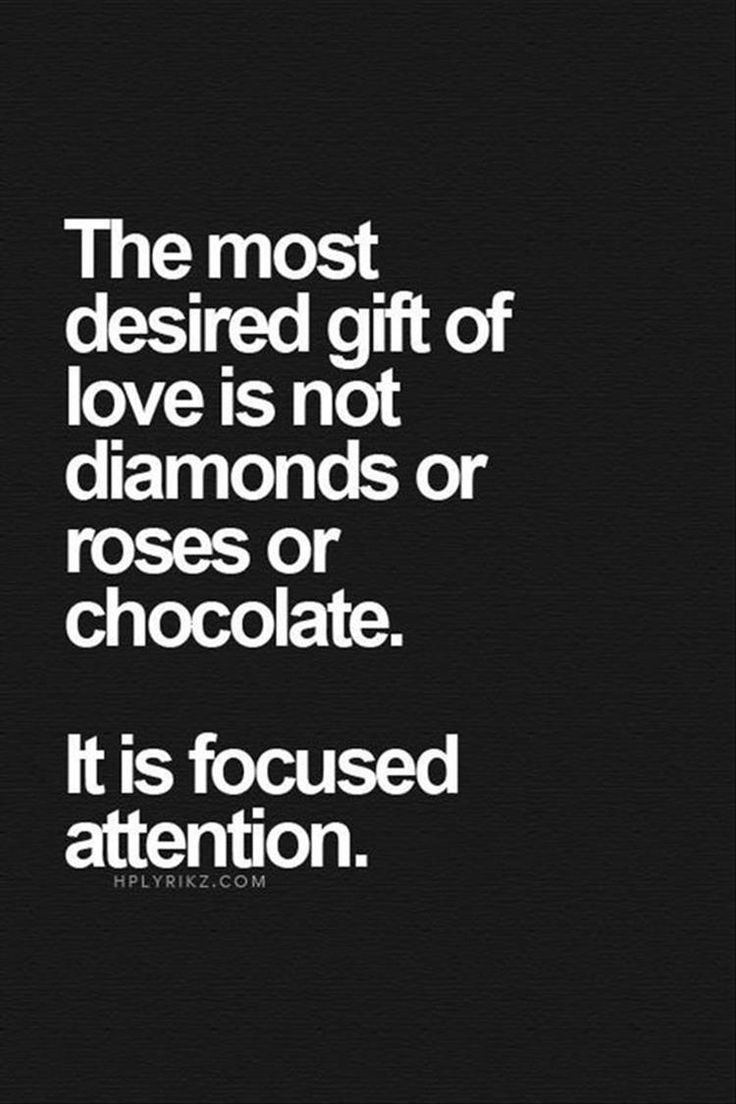 The most
desired gift of
love is not
diamonds or
roses or
chocolate.
It is focused
attention.
HPLYRIKZ.COM